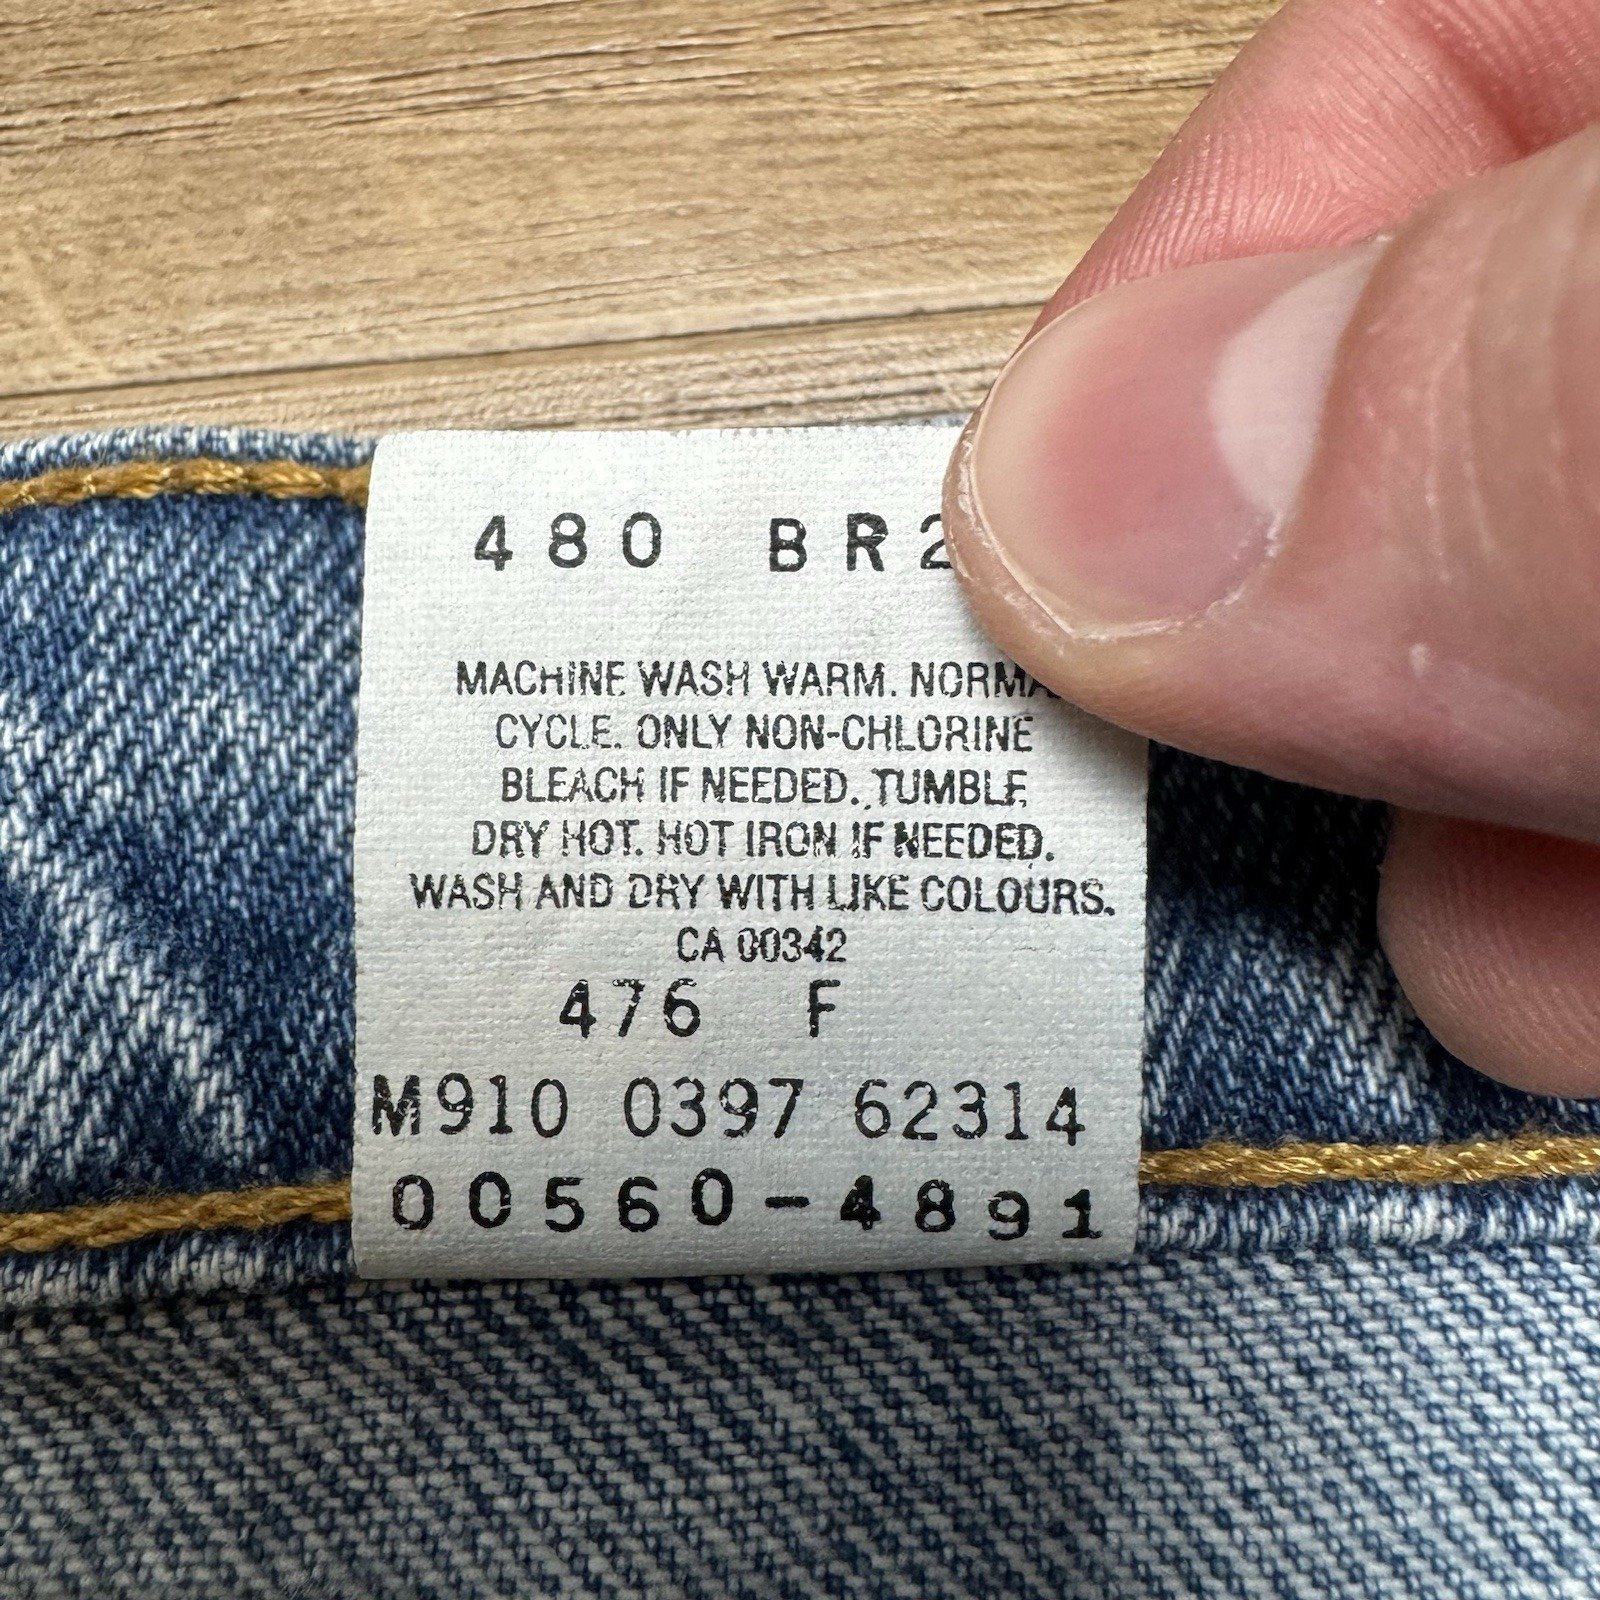 480 BR2
MACHINE WASH WARM. NORMA
CYCLE. ONLY NON-CHLORINE
BLEACH IF NEEDED. TUMBLE
DRY HOT. HOT IRON IF NEEDED.
WASH AND DRY WITH LIKE COLOURS.
CA 00342
476 F
M910 0397 62314
00560-4891